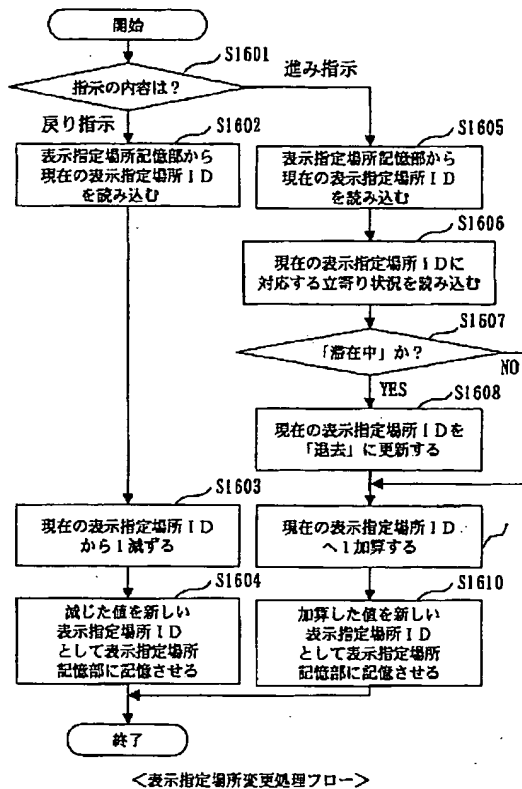 開始
S1601
指示の内容は？
進み指示
戻り指示
S1602
表示指定場所記憶部から
現在の表示指定場所ＩＤ
を読み込む
S1605
表示指定場所記憶部から
現在の表示指定場所ＩＤ
を読み込む
S1606
現在の表示指定場所ＩＤに
対応する立寄り状況を読み込む
S1607
「滞在中」か？
NO
YES
S1608
現在の表示指定場所ＩＤを
「退去」に更新する
S1603
現在の表示指定場所ＩＤ
から１減ずる
現在の表示指定場所ＩＤ
へ１加算する
S1604
減じた値を新しい
表示指定場所ＩＤ
として表示指定場所
記憶部に記憶させる
S1610
加算した値を新しい
表示指定場所ＩＤ
として表示指定場所
記憶部に記憶させる
終了
＜表示指定場所変更処理フロー＞